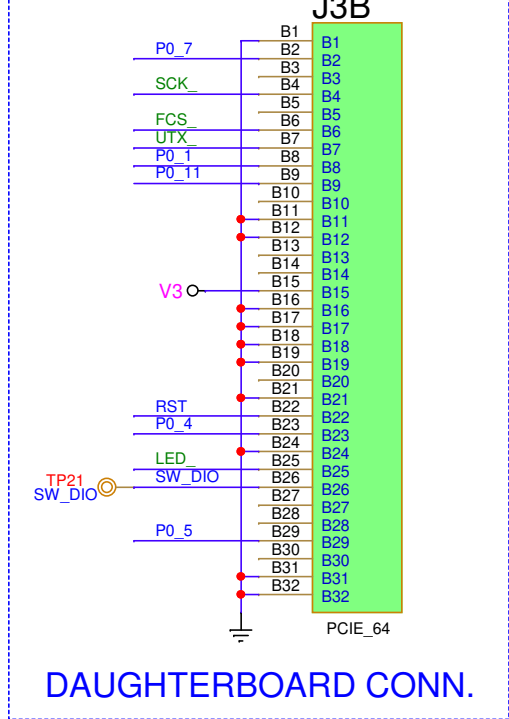 J3B
B1 B1
P0_7 B2 B2
B3 B3
SCK_ B4 B4
B5 B5
FCS_ B6 B6
UTX_ B7 B7
P0_1 B8 B8
P0_11 B9 B9
B10 B10
B11 B11
B12 B12
B13 B13
B14 B14
V3 B15 B15
B16 B16
B17 B17
B18 B18
B19 B19
B20 B20
B21 B21
RST B22 B22
P0_4 B23 B23
B24 B24
LED_ B25 B25
TP21 SW_DIO B26 B26
SW_DIO
B27 B27
B28 B28
P0_5 B29 B29
B30 B30
B31 B31
B32 B32
PCIE_64
DAUGHTERBOARD CONN.